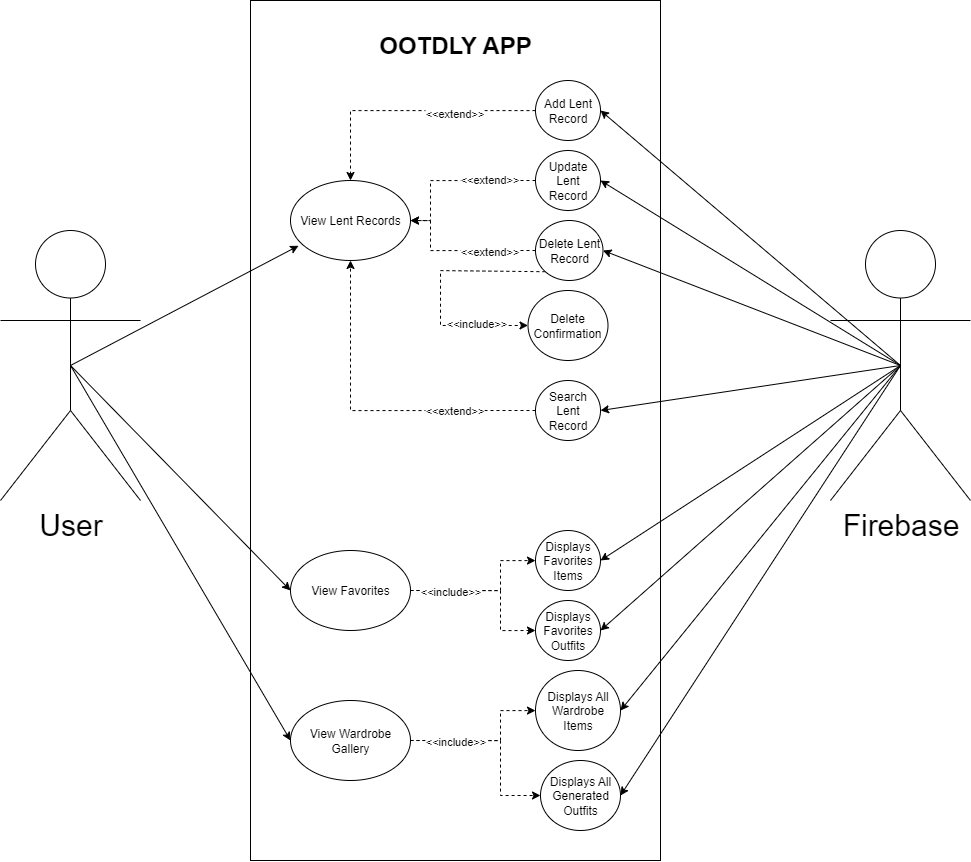 OOTDLY APP
Add Lent
Record
<<extend>>
Update
Lent
Record
<<extend>>
View Lent Records
Delete Lent
Record
<<extend>>
Delete
Confirmation
<<include>>
Search
Lent
Record
<<extend>>
User
Firebase
Displays
Favorites
Items
View Favorites
<<include>>
Displays
Favorites
Outfits
Displays All
Wardrobe
Items
View Wardrobe
Gallery
<<include>>
Displays All
Generated
Outfits